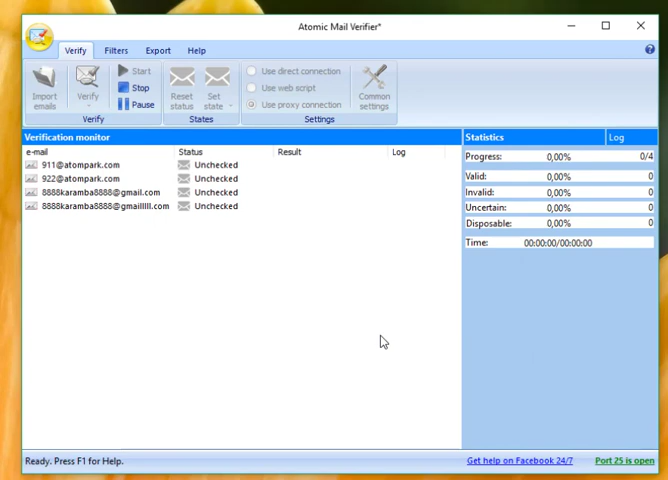 Atomic Mail Verifier*
Verify Filters Export Help
Import emails
Verify
Start
Stop
Pause
Verify
Reset status
Set state
States
Use direct connection
Use web script
Use proxy connection
Common settings
Settings
Verification monitor
e-mail Status Result Log
911@atompark.com Unchecked
922@atompark.com Unchecked
8888karamba8888@gmail.com Unchecked
8888karamba8888@gmailllll.com Unchecked
Statistics Log
Progress: 0,00% 0/4
Valid: 0,00% 0
Invalid: 0,00% 0
Uncertain: 0,00% 0
Disposable: 0,00% 0
Time: 00:00:00/00:00:00
Ready. Press F1 for Help.
Get help on Facebook 24/7
Port 25 is open